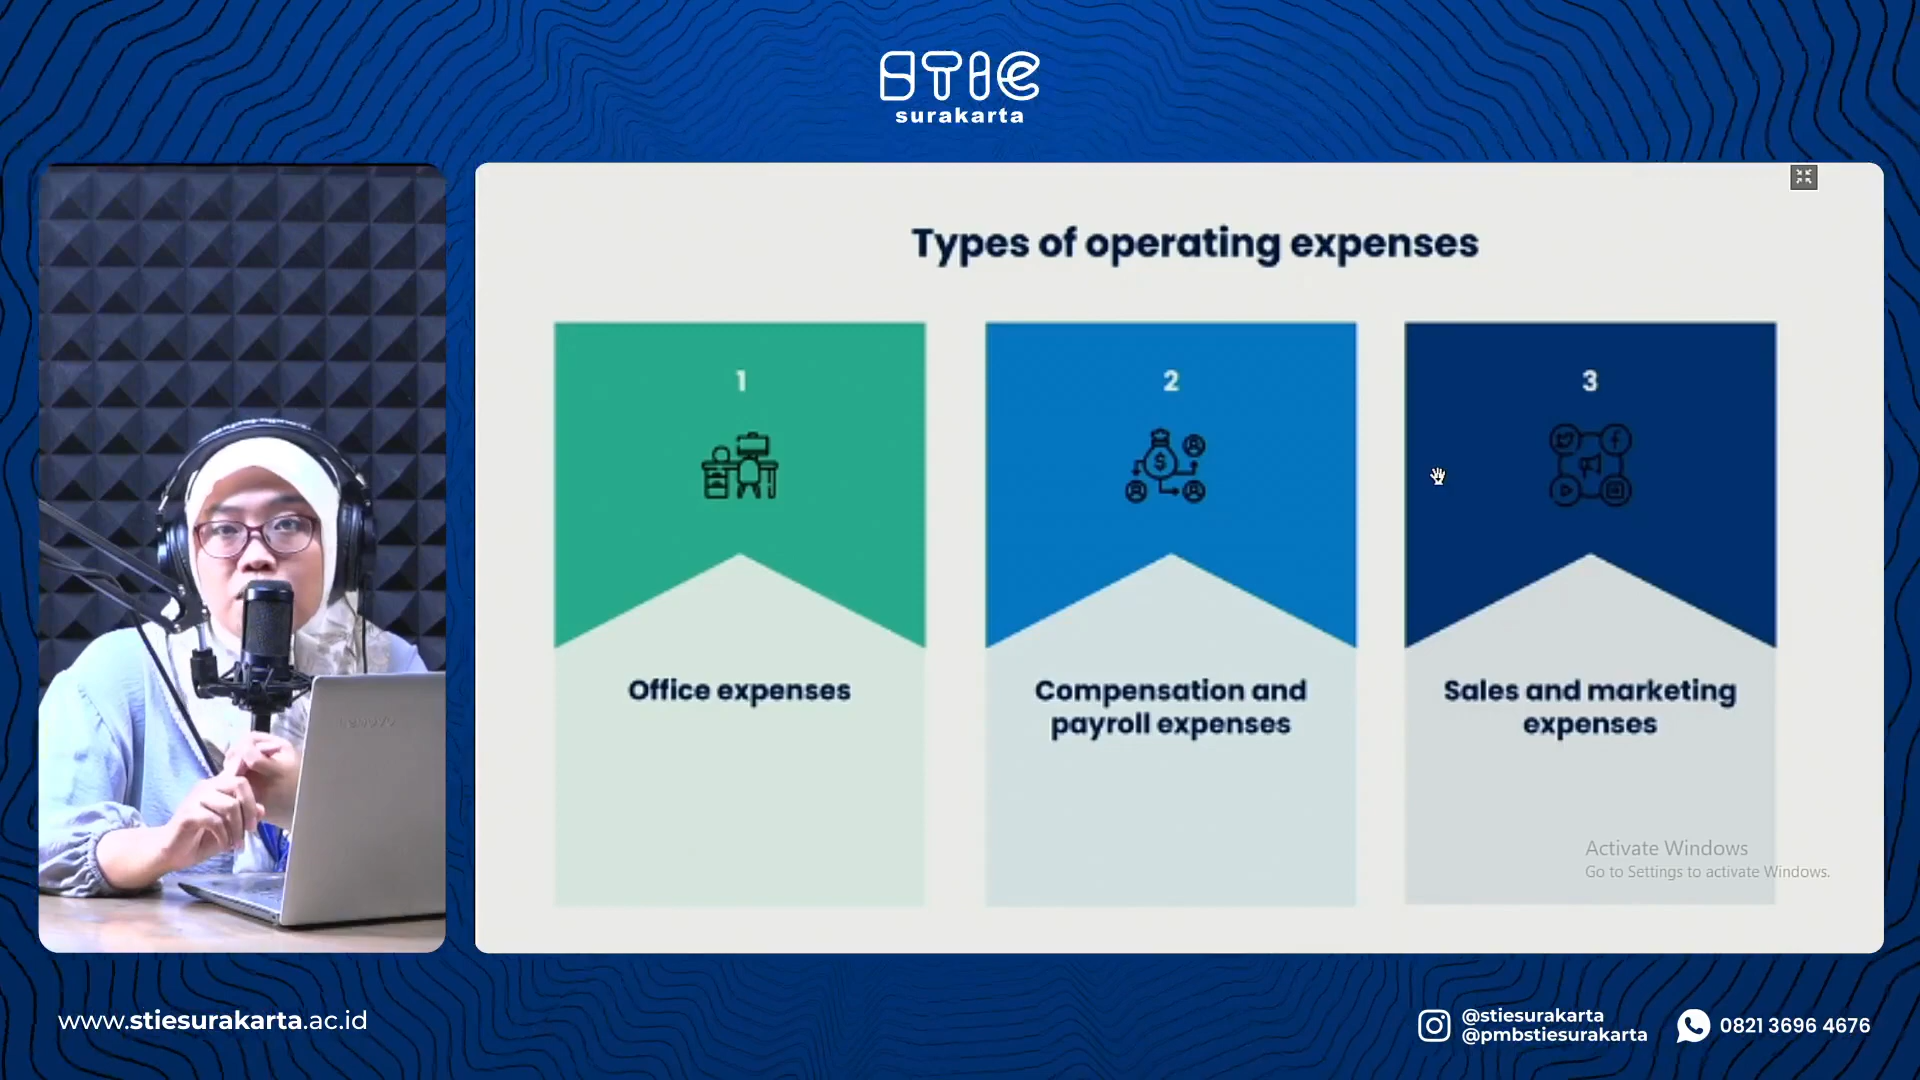 STIE
surakarta
Types of operating expenses
1
2
3
Office expenses
Compensation and
payroll expenses
Sales and marketing
expenses
Activate Windows
Go to Settings to activate Windows.
www.stiesurakarta.ac.id
@stiesurakarta
@pmbstiesurakarta
0821 3696 4676